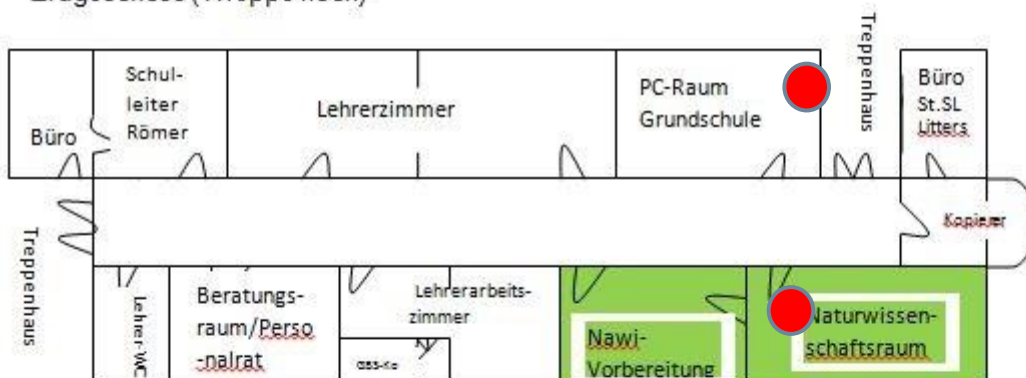 Büro
Schul-
leiter
Römer
Lehrerzimmer
PC-Raum
Grundschule
Treppenhaus
Büro
St.SL
Litters
Kopierer
Treppenhaus
Lehrer-WC
Beratungs-
raum/Perso
-nalrat
Lehrerarbeits-
zimmer
Nawi-
Vorbereitung
Naturwissen-
schaftsraum